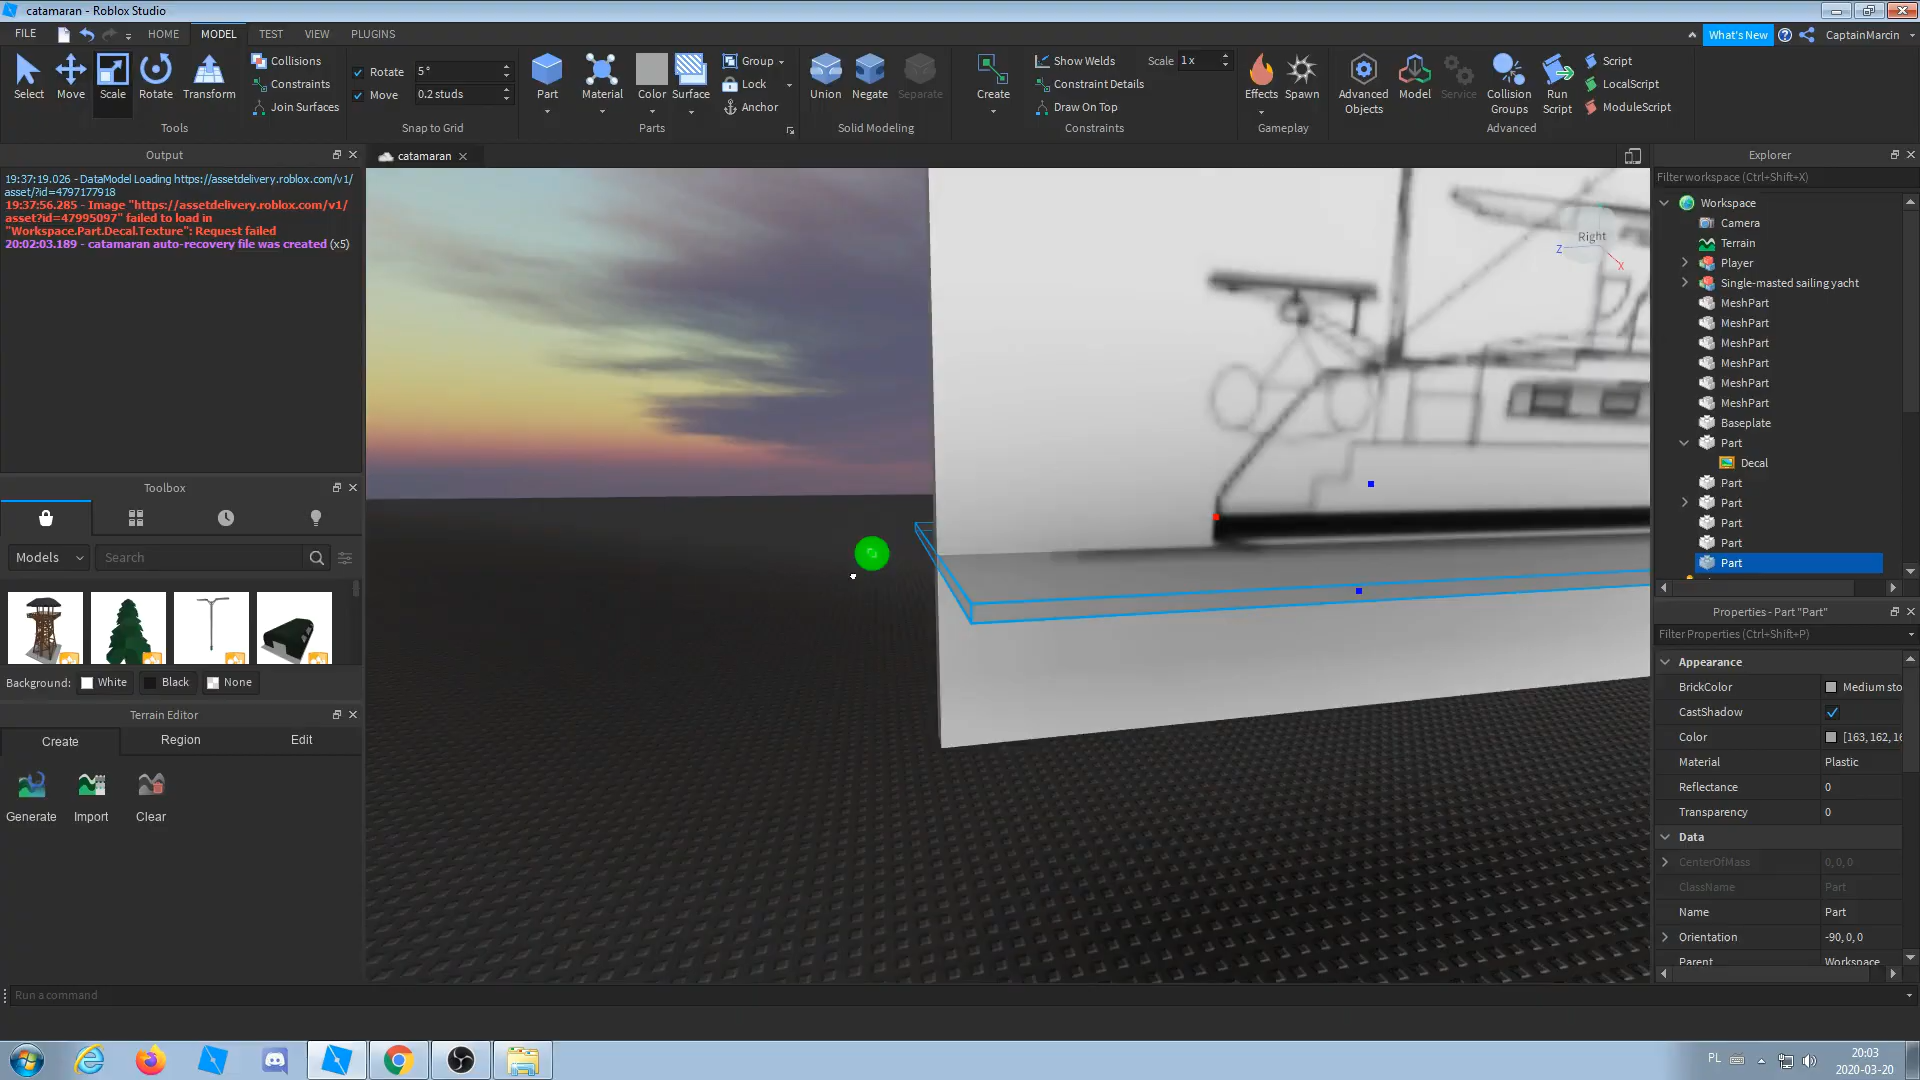 catamaran - Roblox Studio
FILE HOME MODEL TEST VIEW PLUGINS What's New CaptainMarcin
Select Move Scale Rotate Transform
Collisions
Constraints
Join Surfaces
Tools
Rotate 5°
Move 0.2 studs
Snap to Grid
Part Material Color Surface
Group
Lock
Anchor
Parts
Union Negate Separate
Solid Modeling
Create
Show Welds Scale 1x
Constraint Details
Draw On Top
Constraints
Effects Spawn
Gameplay
Advanced Objects Model Service Collision Groups Run Script
Script
LocalScript
ModuleScript
Advanced
Output
19:37:19.026 - DataModel Loading https://assetdelivery.roblox.com/v1/
asset/?id=4797177918
19:37:56.285 - Image "https://assetdelivery.roblox.com/v1/
asset?id=47995097" failed to load in
"Workspace.Part.Decal.Texture": Request failed
20:02:03.189 - catamaran auto-recovery file was created (x5)
catamaran
Right
Z
X
Toolbox
Models Search
Background: White Black None
Terrain Editor
Create Region Edit
Generate Import Clear
Explorer
Filter workspace (Ctrl+Shift+X)
Workspace
Camera
Terrain
Player
Single-masted sailing yacht
MeshPart
MeshPart
MeshPart
MeshPart
MeshPart
MeshPart
Baseplate
Part
Decal
Part
Part
Part
Part
Part
Properties - Part "Part"
Filter Properties (Ctrl+Shift+P)
Appearance
BrickColor Medium sto
CastShadow
Color [163, 162, 16
Material Plastic
Reflectance 0
Transparency 0
Data
CenterOfMass 0, 0, 0
ClassName Part
Name Part
Orientation -90, 0, 0
Parent Workspace
Run a command
PL
20:03
2020-03-20